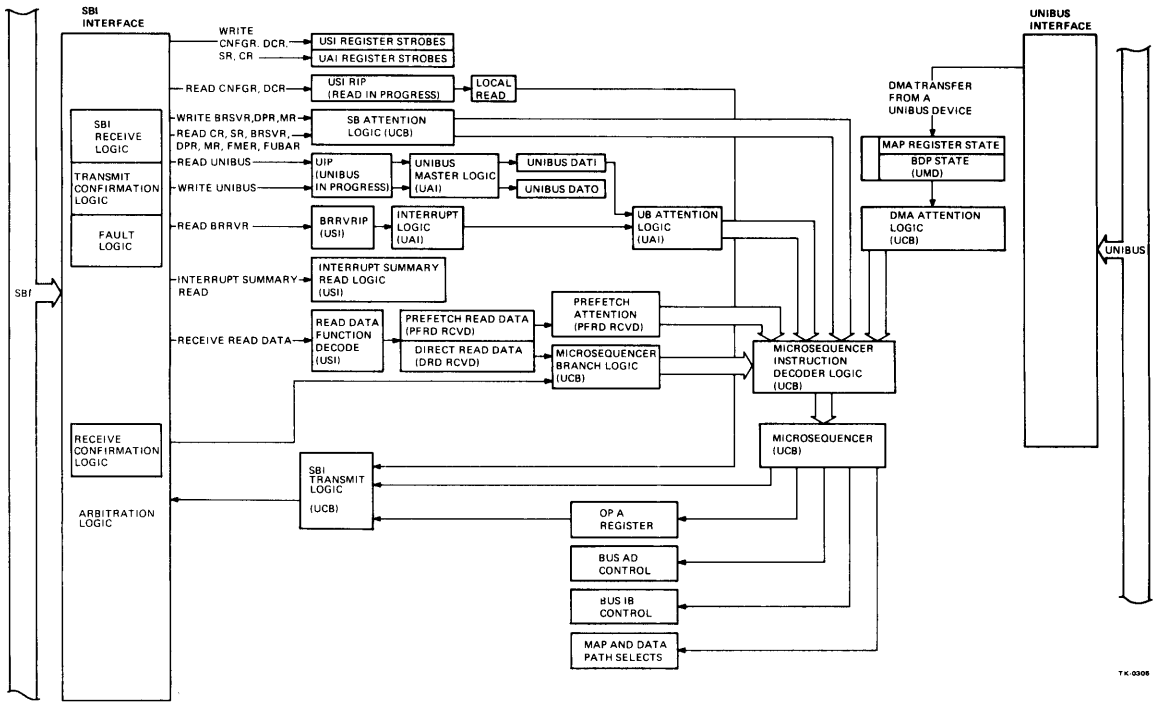 SBI
INTERFACE
UNIBUS
INTERFACE
WRITE
CNFGR, DCR,
SR, CR
USI REGISTER STROBES
UAI REGISTER STROBES
READ CNFGR, DCR
USI RIP
(READ IN PROGRESS)
LOCAL
READ
DMA TRANSFER
FROM A
UNIBUS DEVICE
SBI
RECEIVE
LOGIC
WRITE BRSVR, DPR, MR
READ CR, SR, BRSVR,
DPR, MR, FMER, FUBAR
SB ATTENTION
LOGIC (UCB)
MAP REGISTER STATE
BDP STATE
(UMD)
TRANSMIT
CONFIRMATION
LOGIC
READ UNIBUS
WRITE UNIBUS
UIP
(UNIBUS
IN PROGRESS)
UNIBUS
MASTER LOGIC
(UAI)
UNIBUS DATI
UNIBUS DATO
FAULT
LOGIC
READ BRRVR
BRRVRIP
(USI)
INTERRUPT
LOGIC
(UAI)
UB ATTENTION
LOGIC
(UAI)
DMA ATTENTION
LOGIC
(UCB)
UNIBUS
SBI
INTERRUPT SUMMARY
READ
INTERRUPT SUMMARY
READ LOGIC
(USI)
RECEIVE READ DATA
READ DATA
FUNCTION
DECODE
(USI)
PREFETCH READ DATA
(PFRD RCVD)
DIRECT READ DATA
(DRD RCVD)
PREFETCH
ATTENTION
(PFRD RCVD)
MICROSEQUENCER
BRANCH LOGIC
(UCB)
MICROSEQUENCER
INSTRUCTION
DECODER LOGIC
(UCB)
RECEIVE
CONFIRMATION
LOGIC
MICROSEQUENCER
(UCB)
SBI
TRANSMIT
LOGIC
(UCB)
ARBITRATION
LOGIC
OP A
REGISTER
BUS AD
CONTROL
BUS IB
CONTROL
MAP AND DATA
PATH SELECTS
TK-0306